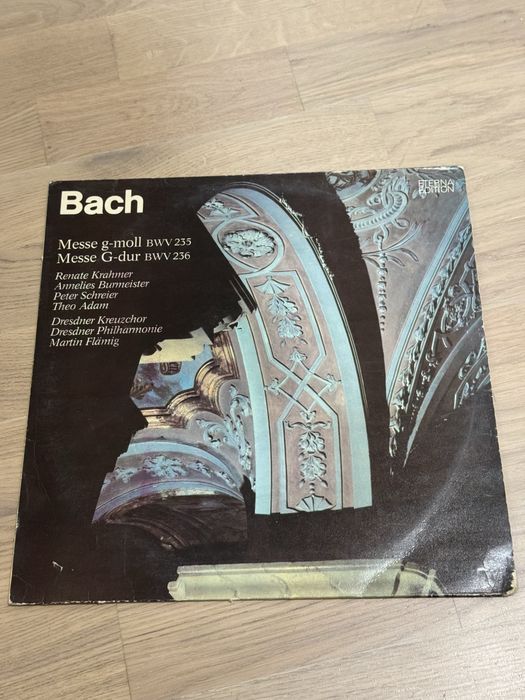 Bach
ETERNA
EDITION
Messe g-moll BWV 235
Messe G-dur BWV 236
Renate Krahmer
Annelies Burmeister
Peter Schreier
Theo Adam
Dresdner Kreuzchor
Dresdner Philharmonie
Martin Flämig